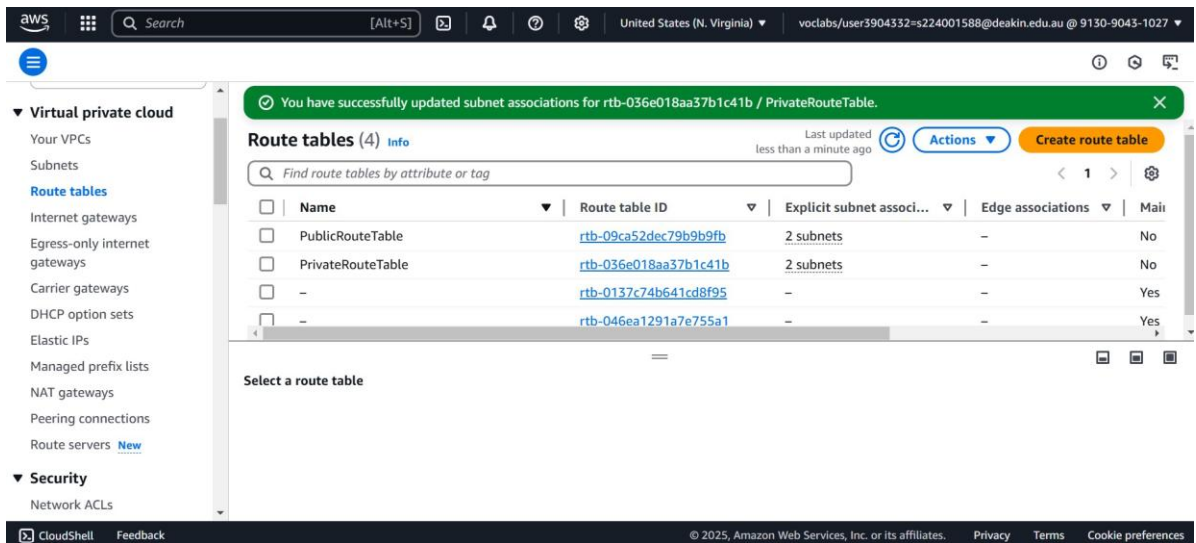 aws Search [Alt+S] United States (N. Virginia) voclabs/user3904332=s224001588@deakin.edu.au @ 9130-9043-1027
Virtual private cloud
Your VPCs
Subnets
Route tables
Internet gateways
Egress-only internet
gateways
Carrier gateways
DHCP option sets
Elastic IPs
Managed prefix lists
NAT gateways
Peering connections
Route servers New
Security
Network ACLs
You have successfully updated subnet associations for rtb-036e018aa37b1c41b / PrivateRouteTable.
Route tables (4) Info
Last updated
less than a minute ago
Actions
Create route table
Find route tables by attribute or tag
1
Name Route table ID Explicit subnet associ... Edge associations Mai
PublicRouteTable rtb-09ca52dec79b9b9fb 2 subnets – No
PrivateRouteTable rtb-036e018aa37b1c41b 2 subnets – No
– rtb-0137c74b641cd8f95 – – Yes
– rtb-046ea1291a7e755a1 – – Yes
Select a route table
CloudShell Feedback © 2025, Amazon Web Services, Inc. or its affiliates. Privacy Terms Cookie preferences